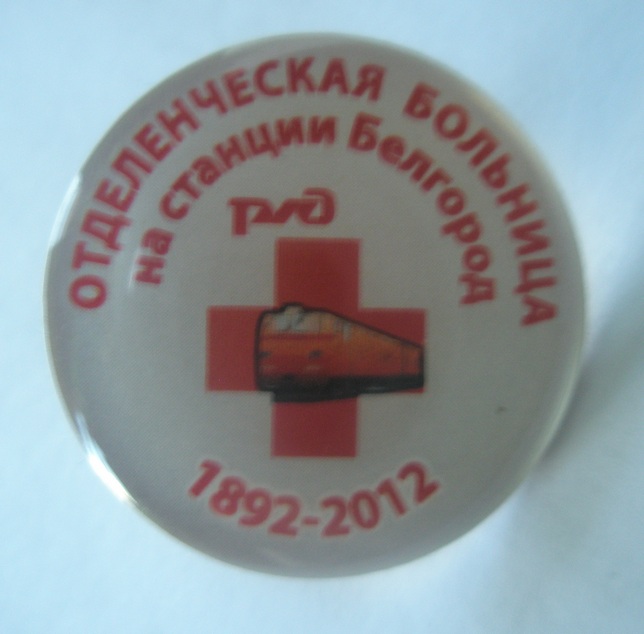 ОТДЕЛЕНЧЕСКАЯ БОЛЬНИЦА
на станции Белгород
ржд
1892-2012